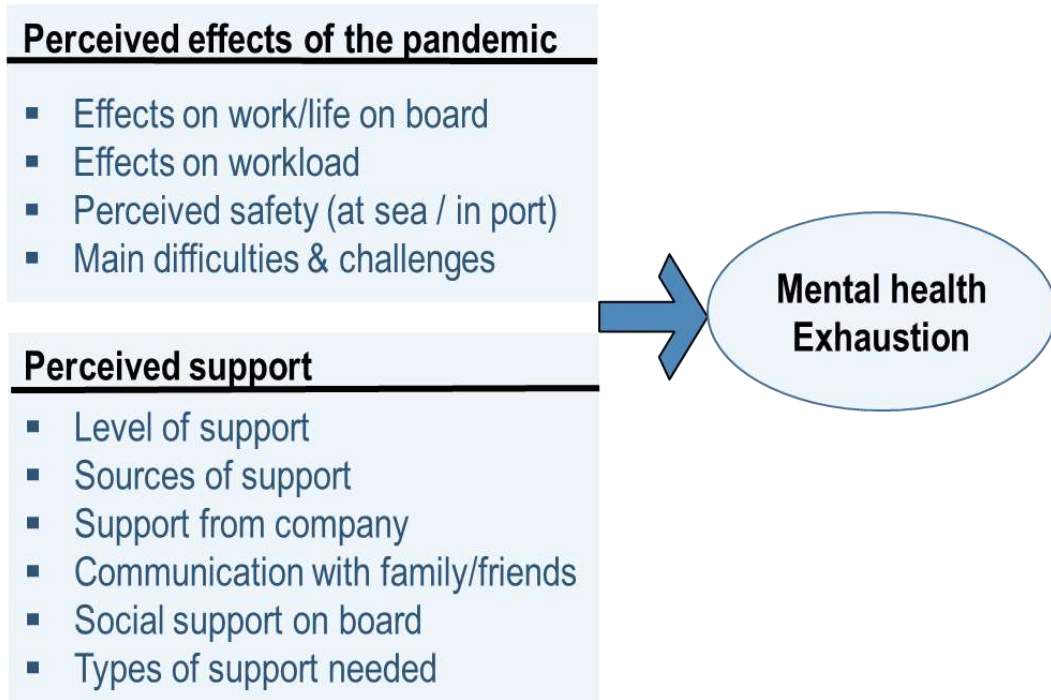 Perceived effects of the pandemic
▪ Effects on work/life on board
▪ Effects on workload
▪ Perceived safety (at sea / in port)
▪ Main difficulties & challenges
Perceived support
▪ Level of support
▪ Sources of support
▪ Support from company
▪ Communication with family/friends
▪ Social support on board
▪ Types of support needed
Mental health
Exhaustion